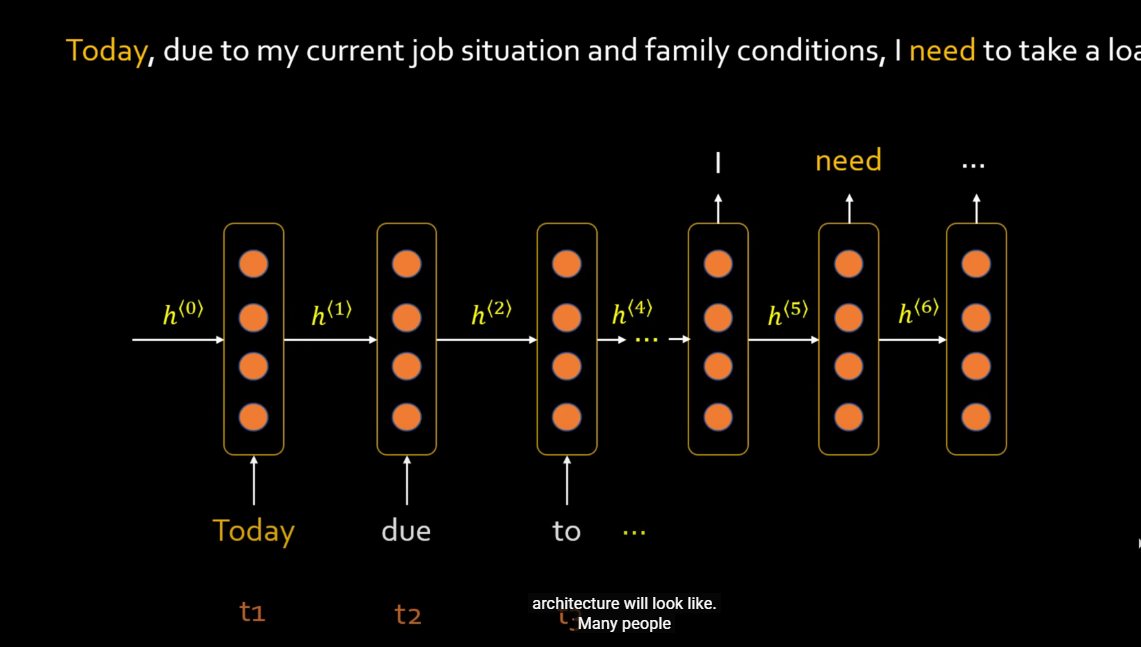 Today, due to my current job situation and family conditions, I need to take a loa
I need ...
h⟨0⟩ h⟨1⟩ h⟨2⟩ h⟨4⟩ ... h⟨5⟩ h⟨6⟩
Today due to ...
t1 t2
architecture will look like.
Many people